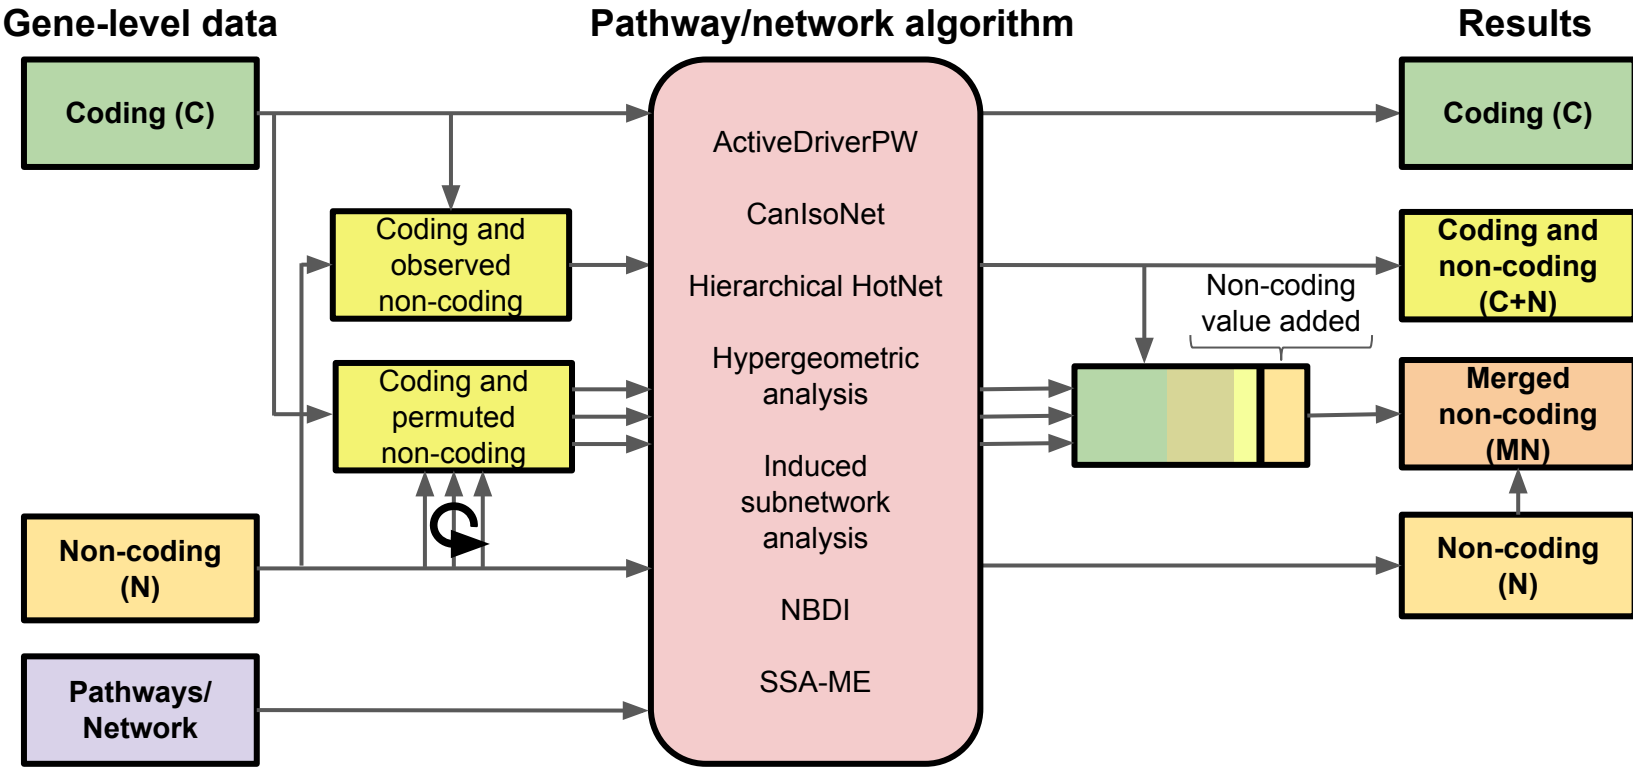 Gene-level data
Pathway/network algorithm
Results
Coding (C)
Coding and
observed
non-coding
Coding and
permuted
non-coding
Non-coding
(N)
Pathways/
Network
ActiveDriverPW
CanIsoNet
Hierarchical HotNet
Hypergeometric
analysis
Induced
subnetwork
analysis
NBDI
SSA-ME
Non-coding
value added
Coding (C)
Coding and
non-coding
(C+N)
Merged
non-coding
(MN)
Non-coding
(N)